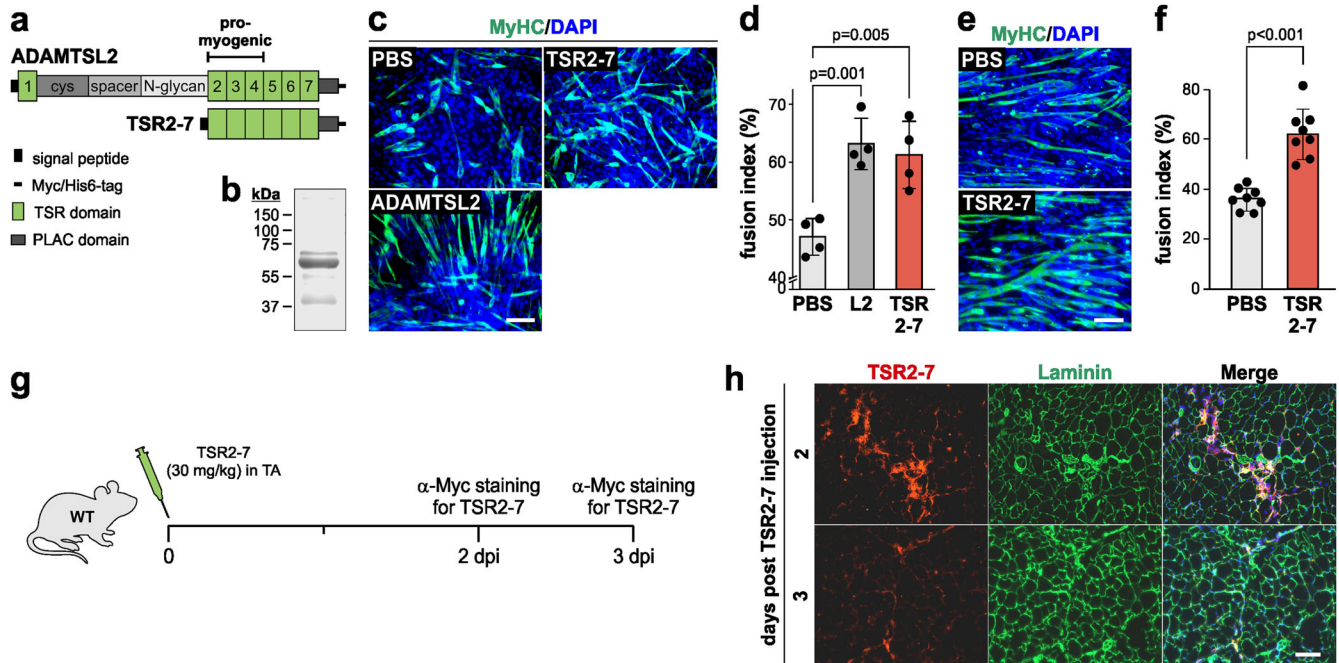 a
pro-
myogenic
ADAMTSL2
1 cys spacer N-glycan 2 3 4 5 6 7
TSR2-7
signal peptide
Myc/His6-tag
TSR domain
PLAC domain
b
kDa
150
100
75
55
37
c
MyHC/DAPI
PBS
TSR2-7
ADAMTSL2
d
p=0.005
p=0.001
fusion index (%)
70
60
50
40
0
PBS L2 TSR
2-7
e
MyHC/DAPI
PBS
TSR2-7
f
p<0.001
fusion index (%)
80
60
40
20
0
PBS TSR
2-7
g
TSR2-7
(30 mg/kg) in TA
WT
α-Myc staining
for TSR2-7
α-Myc staining
for TSR2-7
0
2 dpi
3 dpi
h
TSR2-7 Laminin Merge
days post TSR2-7 injection
2
3